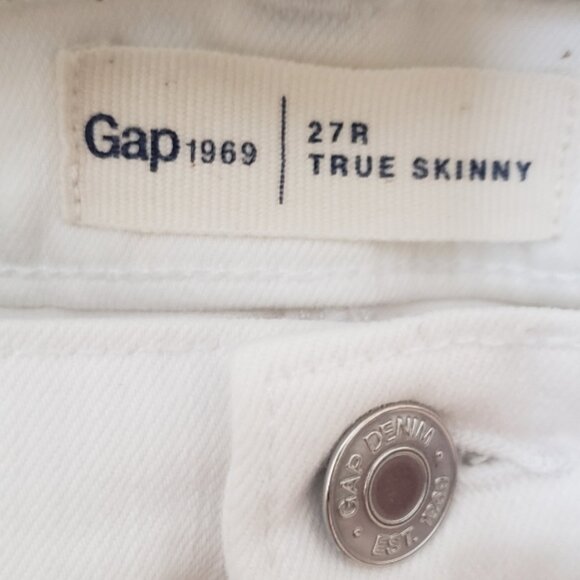 Gap 1969
27R
TRUE SKINNY
GAP DENIM
• EST. 1969 •